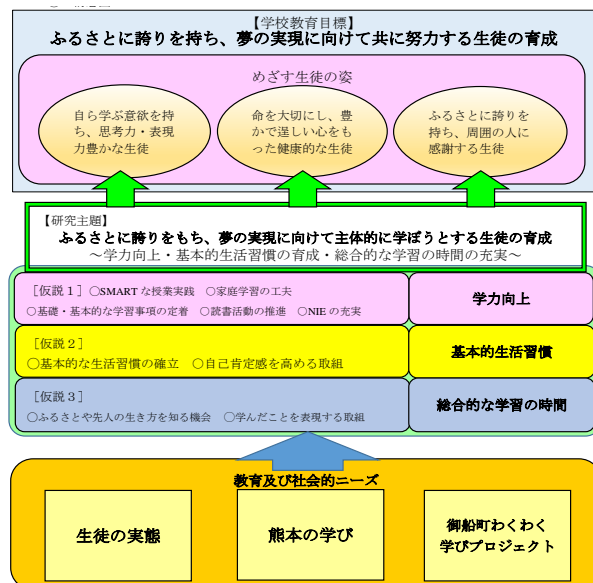 【学校教育目標】
ふるさとに誇りを持ち、夢の実現に向けて共に努力する生徒の育成
めざす生徒の姿
自ら学ぶ意欲を持
ち、思考力・表現
力豊かな生徒
命を大切にし、豊
かで逞しい心をも
った健康的な生徒
ふるさとに誇りを
持ち、周囲の人に
感謝する生徒
【研究主題】
ふるさとに誇りをもち、夢の実現に向けて主体的に学ぼうとする生徒の育成
～学力向上・基本的生活習慣の育成・総合的な学習の時間の充実～
［仮説１］○SMARTな授業実践　○家庭学習の工夫
○基礎・基本的な学習事項の定着　○読書活動の推進　○NIEの充実
学力向上
［仮説２］
○基本的な生活習慣の確立　○自己肯定感を高める取組
基本的生活習慣
［仮説３］
○ふるさとや先人の生き方を知る機会　○学んだことを表現する取組
総合的な学習の時間
教育及び社会的ニーズ
生徒の実態
熊本の学び
御船町わくわく
学びプロジェクト